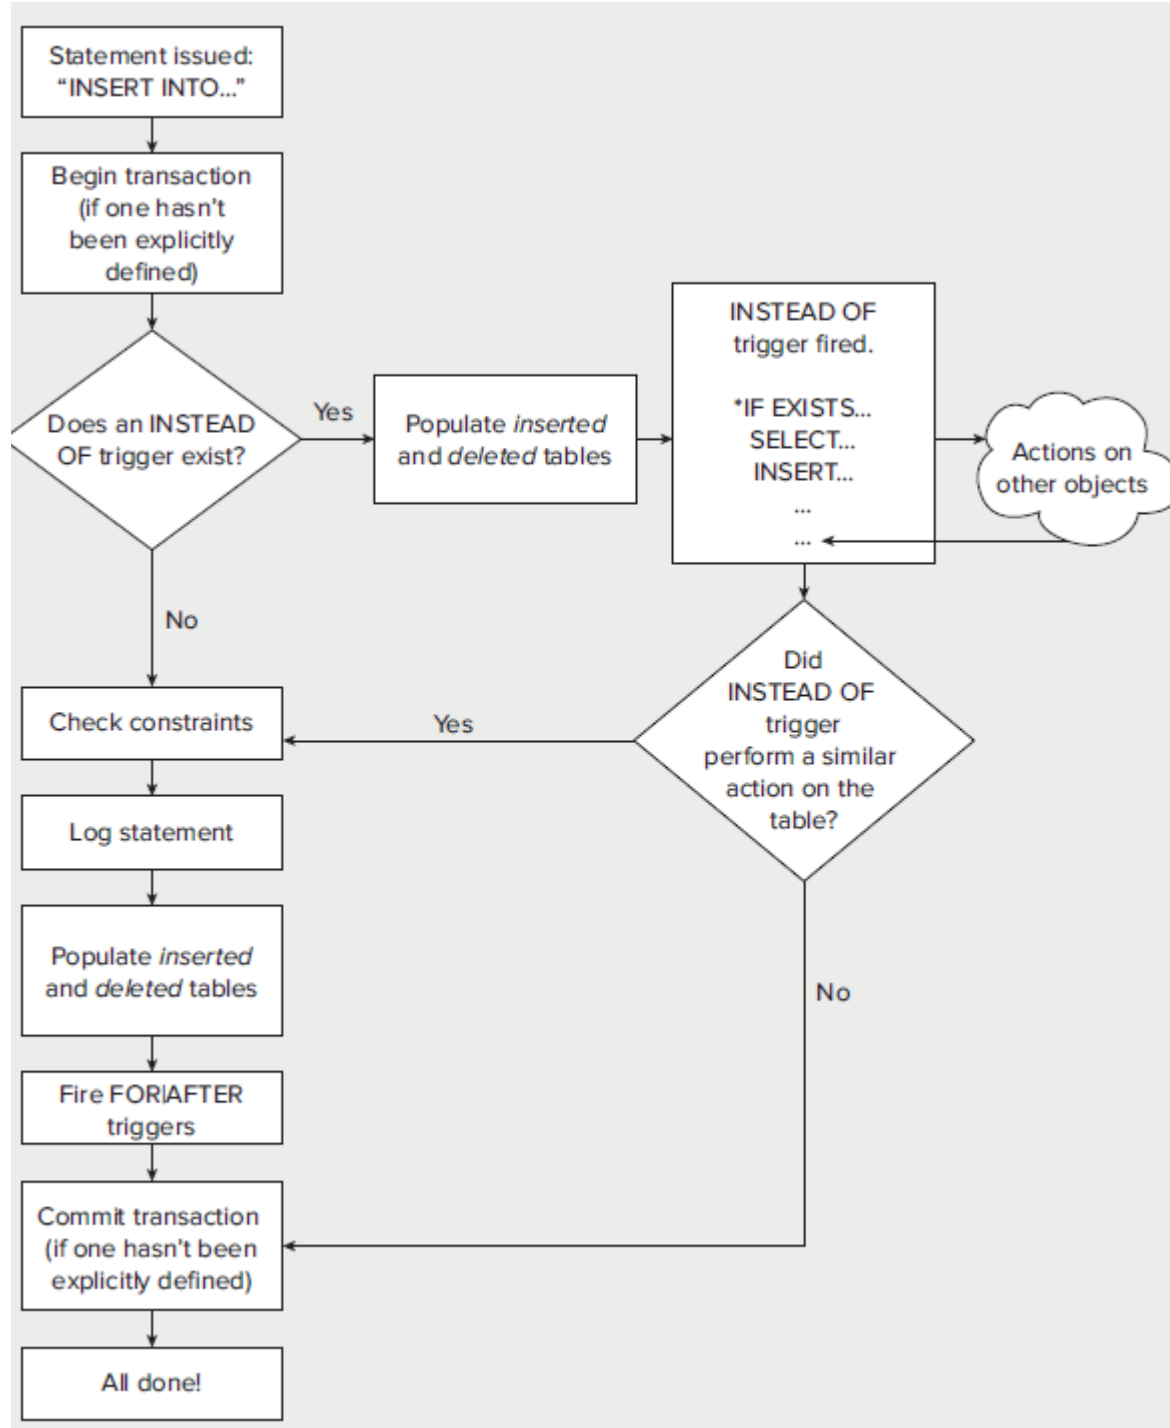 Statement issued:
“INSERT INTO...”
Begin transaction
(if one hasn't
been explicitly
defined)
Does an INSTEAD
OF trigger exist?
Yes
Populate inserted
and deleted tables
INSTEAD OF
trigger fired.
*IF EXISTS...
SELECT...
INSERT...
...
...
Actions on
other objects
No
Did
INSTEAD OF
trigger
perform a similar
action on the
table?
Yes
Check constraints
Log statement
Populate inserted
and deleted tables
No
Fire FOR|AFTER
triggers
Commit transaction
(if one hasn't been
explicitly defined)
All done!